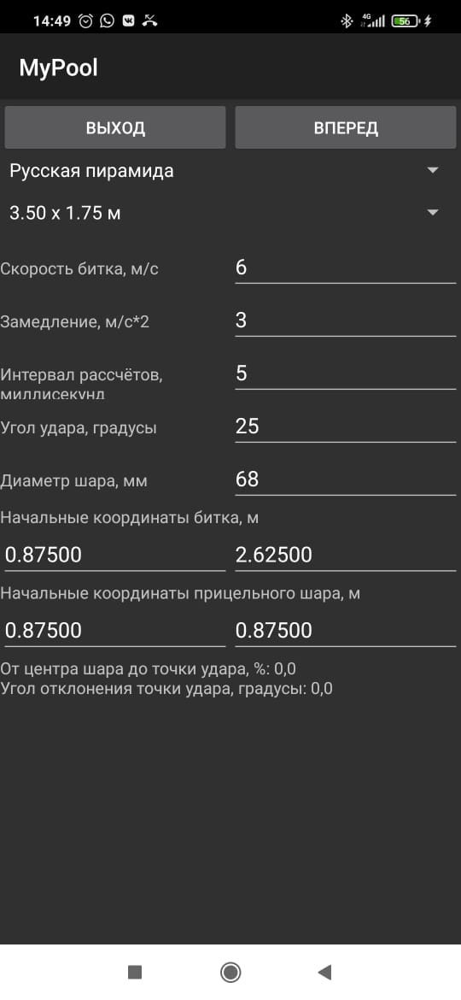 14:49
4G
56
MyPool
ВЫХОД
ВПЕРЕД
Русская пирамида
3.50 x 1.75 м
Скорость битка, м/с
6
Замедление, м/с*2
3
Интервал рассчётов,
миллисекунд
5
Угол удара, градусы
25
Диаметр шара, мм
68
Начальные координаты битка, м
0.87500
2.62500
Начальные координаты прицельного шара, м
0.87500
0.87500
От центра шара до точки удара, %: 0,0
Угол отклонения точки удара, градусы: 0,0